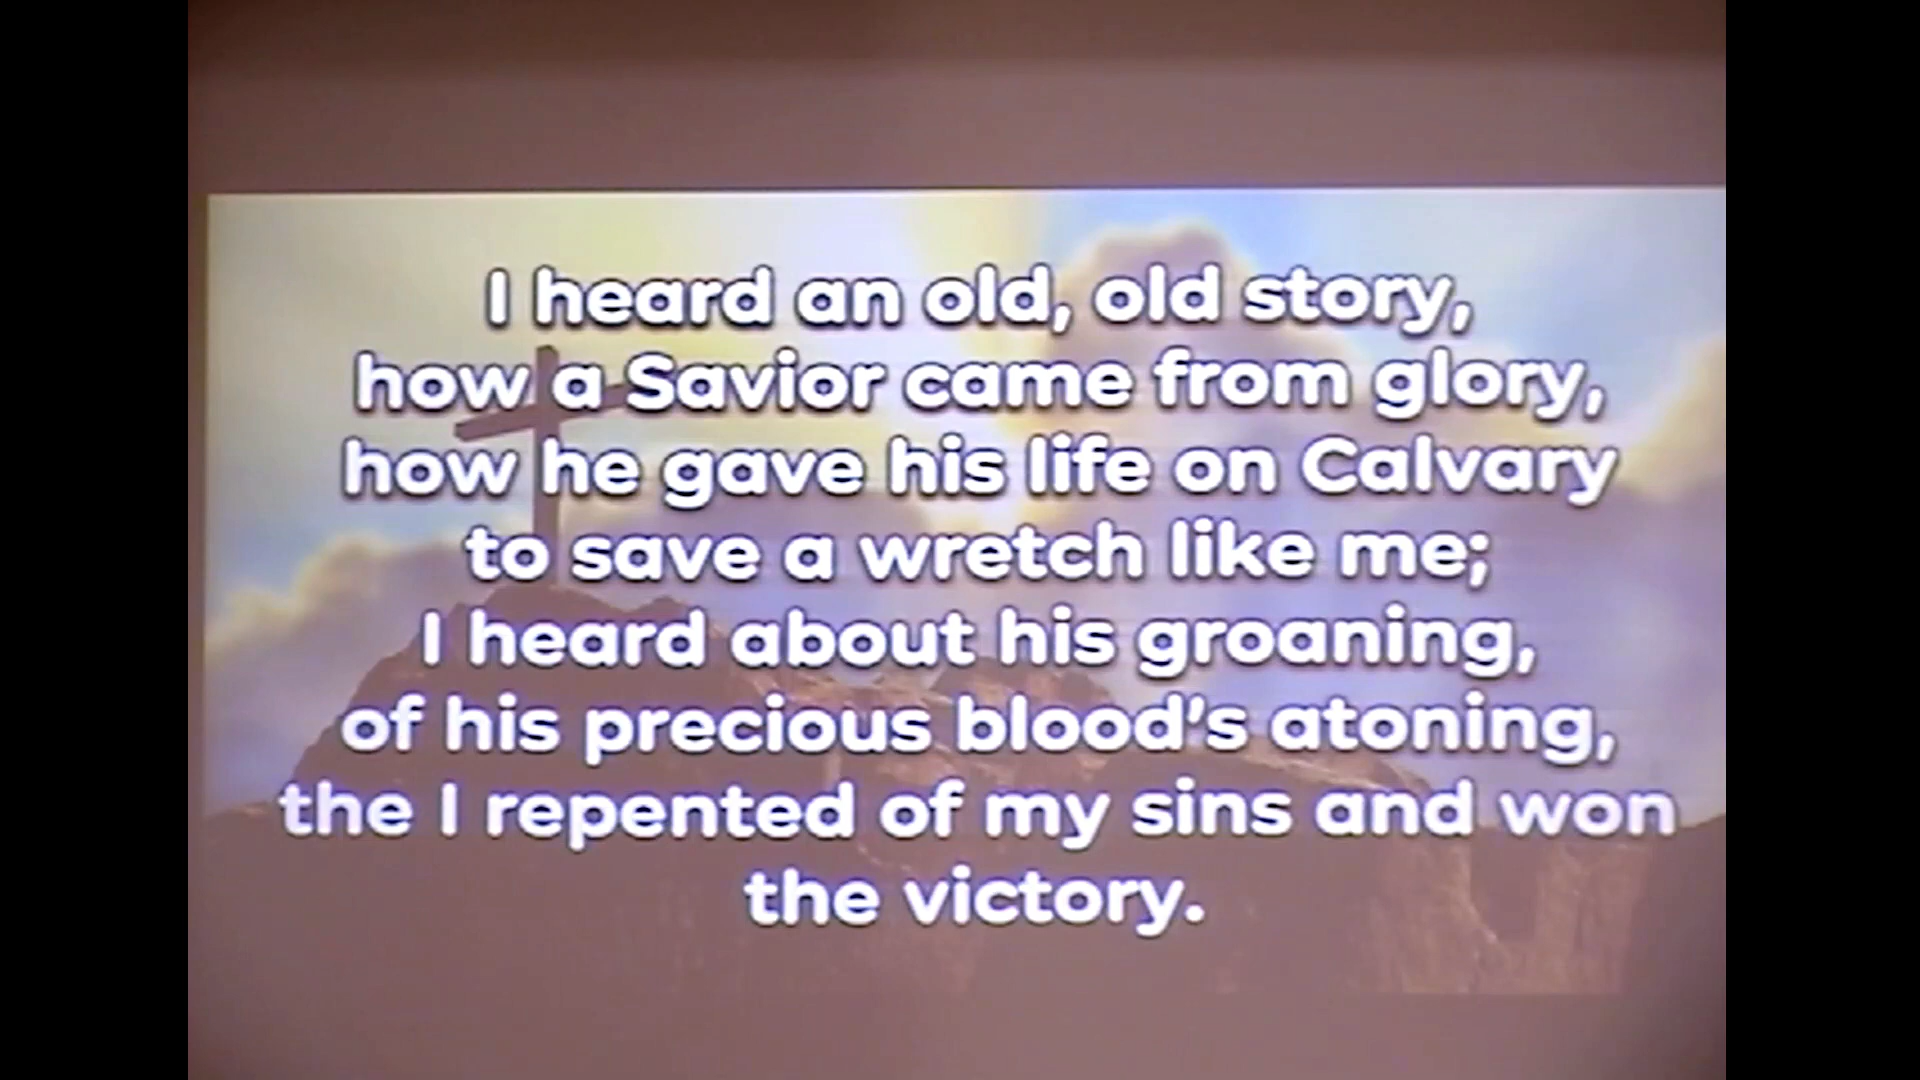 I heard an old, old story,
how a Savior came from glory,
how he gave his life on Calvary
to save a wretch like me;
I heard about his groaning,
of his precious blood's atoning,
the I repented of my sins and won
the victory.